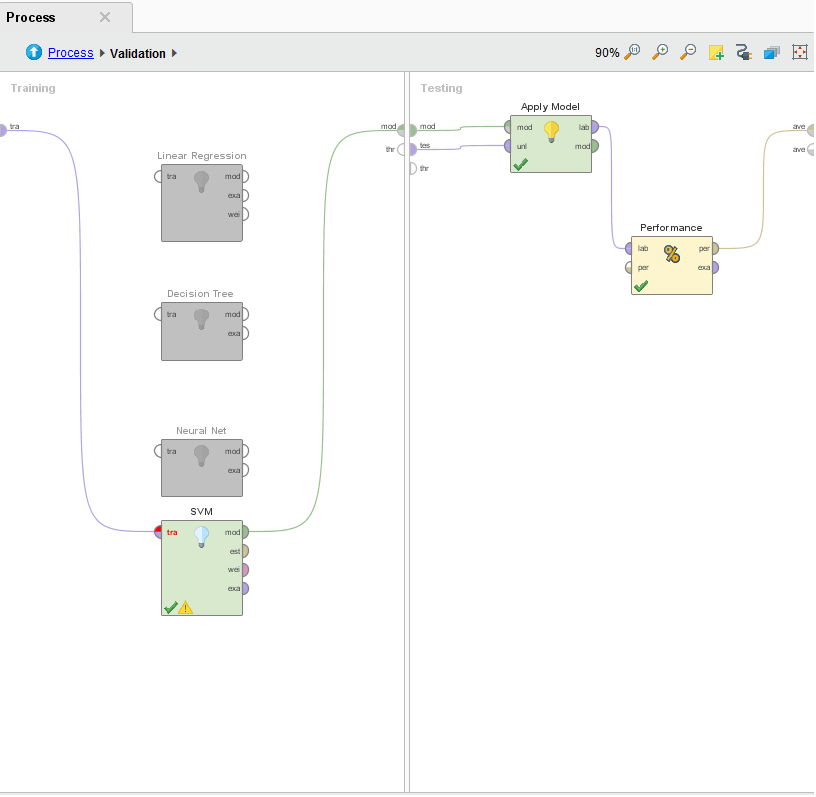 Process
Process Validation
90%
Training
tra
mod
thr
Linear Regression
tra mod
exa
wei
Decision Tree
tra mod
exa
Neural Net
tra mod
exa
SVM
tra mod
est
wei
exa
Testing
mod
tes
thr
Apply Model
mod lab
unl mod
Performance
lab per
per exa
ave
ave